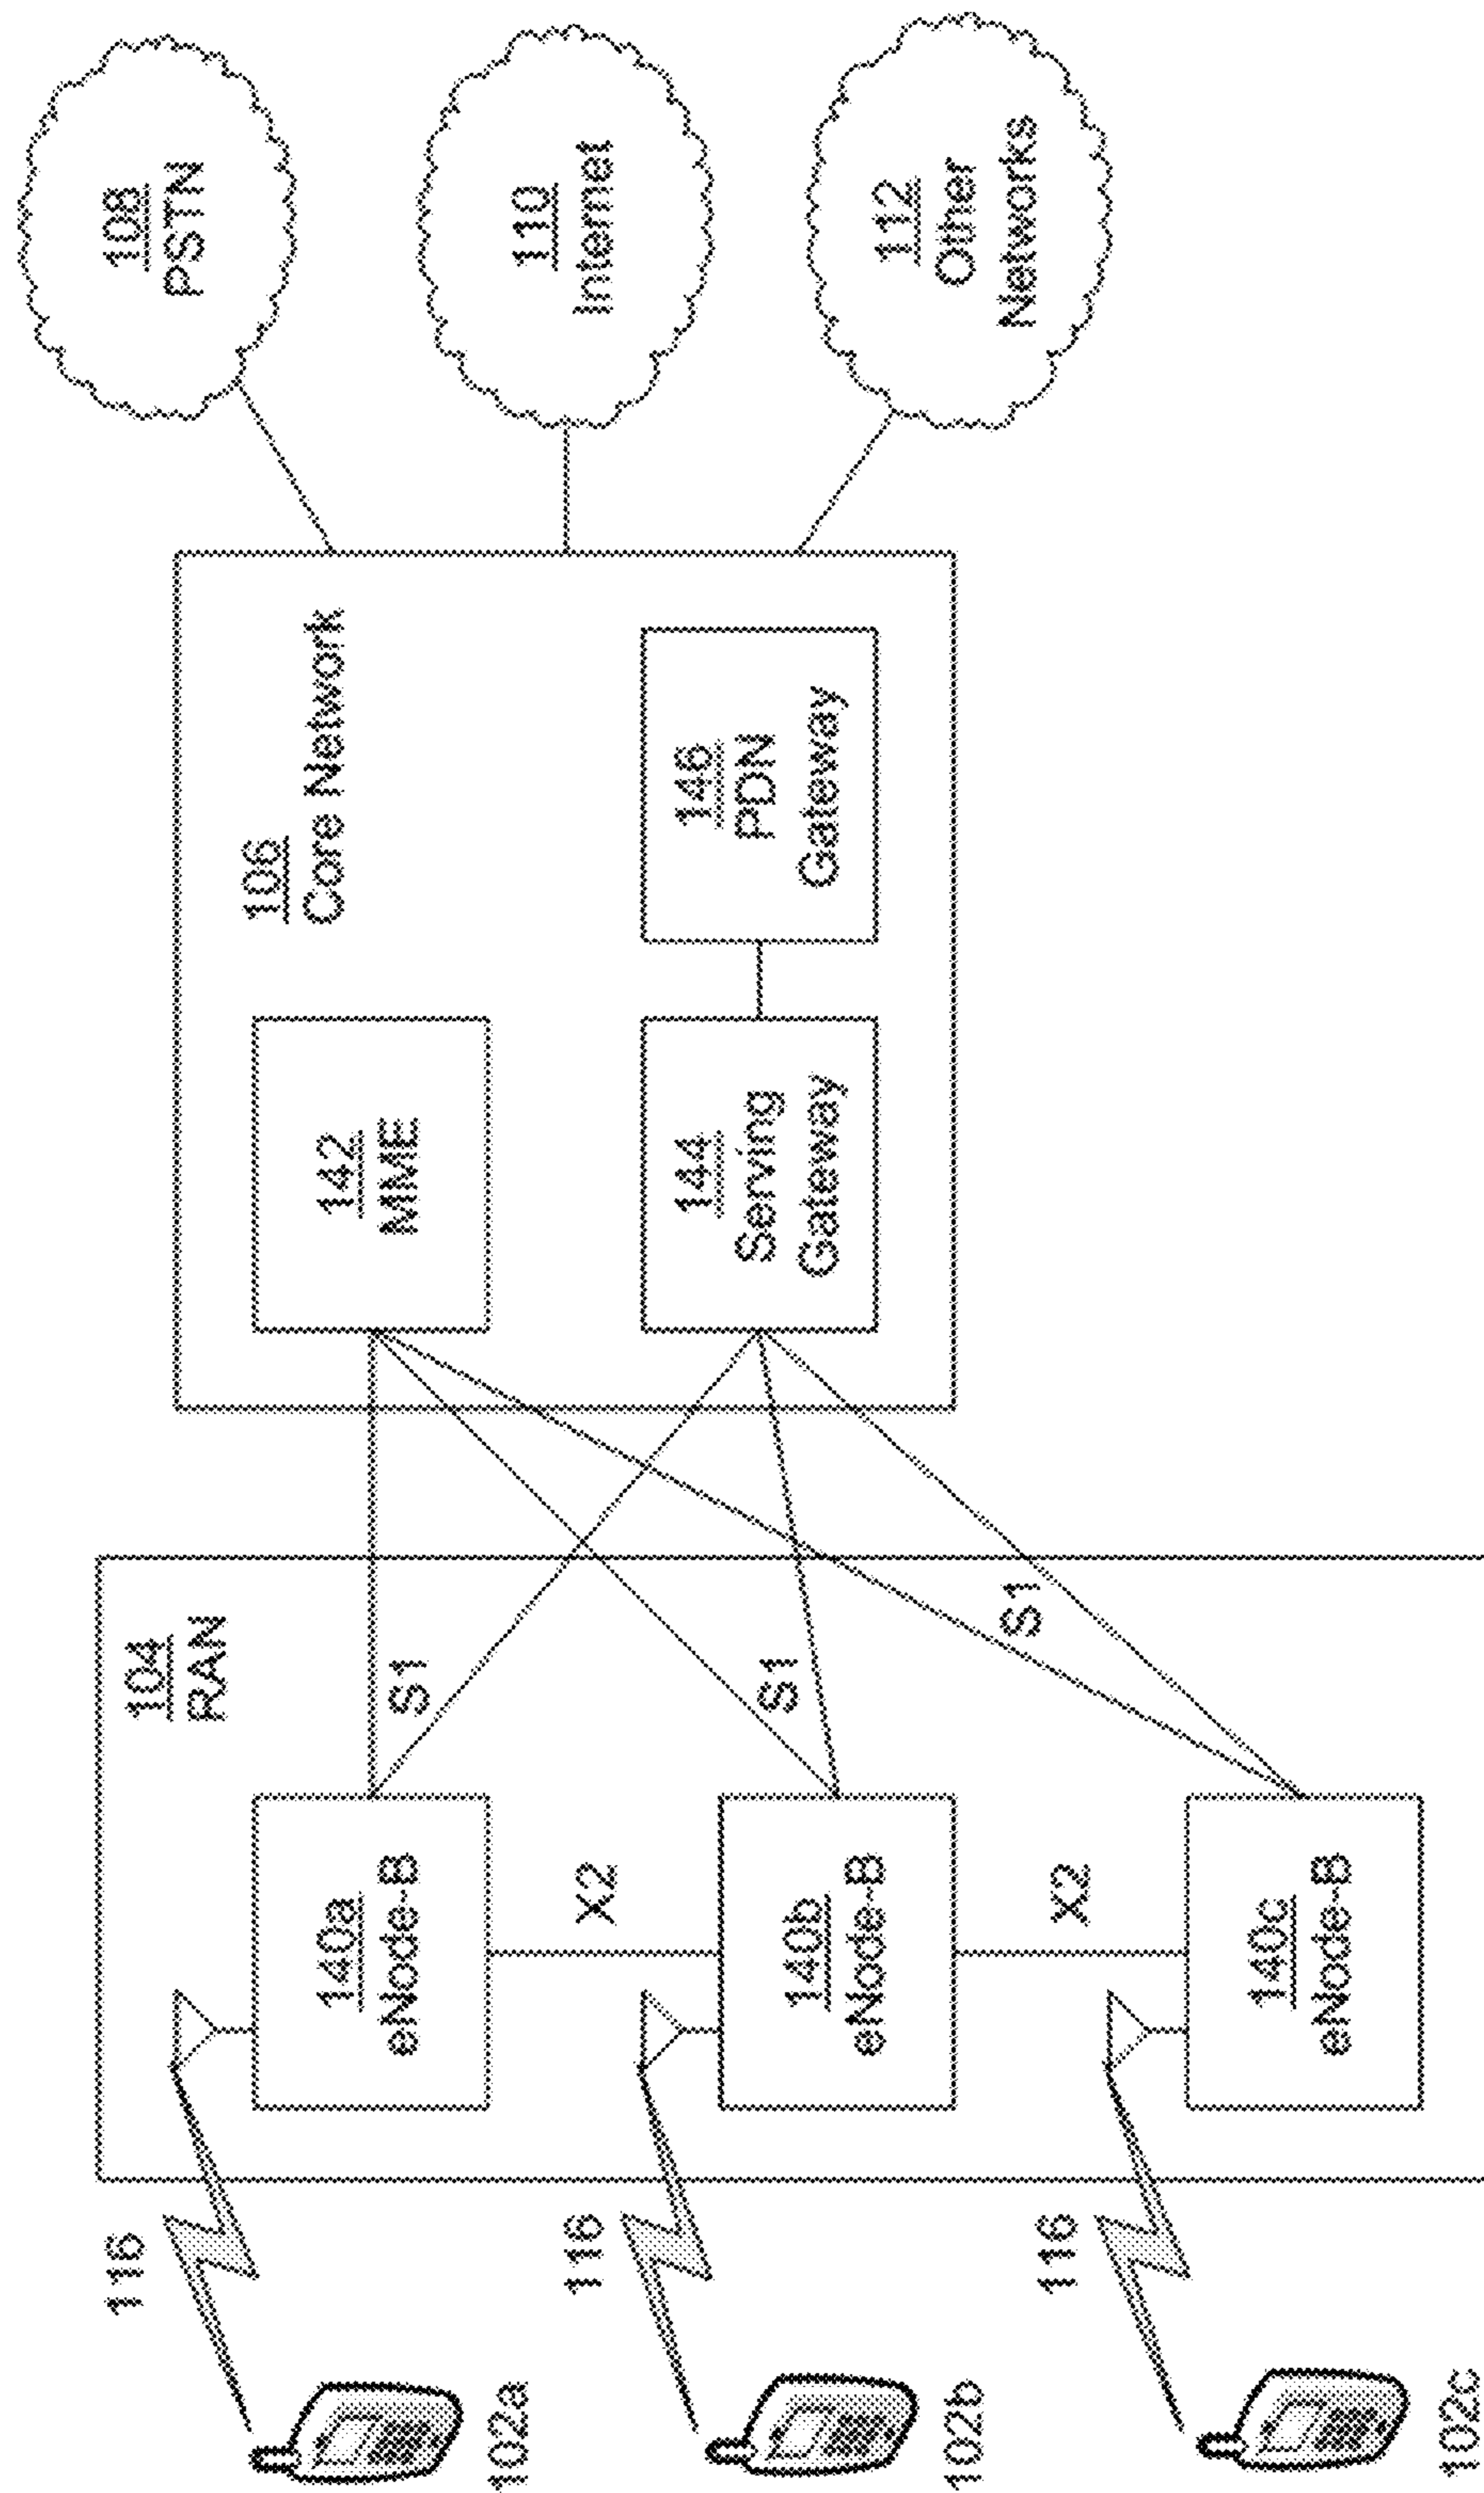 102a
116
104
RAN
140a
eNode-B
S1
142
MME
106
Core Network
108
PSTN
X2
102b
116
140b
eNode-B
S1
144
Serving
Gateway
146
PDN
Gateway
110
Internet
X2
102c
116
140c
eNode-B
S1
112
Other
Networks